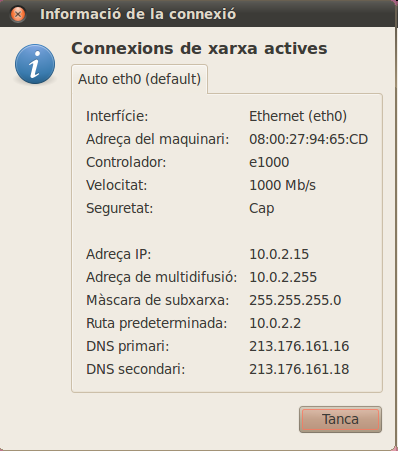 Informació de la connexió
Connexions de xarxa actives
Auto eth0 (default)
Interfície: Ethernet (eth0)
Adreça del maquinari: 08:00:27:94:65:CD
Controlador: e1000
Velocitat: 1000 Mb/s
Seguretat: Cap
Adreça IP: 10.0.2.15
Adreça de multidifusió: 10.0.2.255
Màscara de subxarxa: 255.255.255.0
Ruta predeterminada: 10.0.2.2
DNS primari: 213.176.161.16
DNS secundari: 213.176.161.18
Tanca